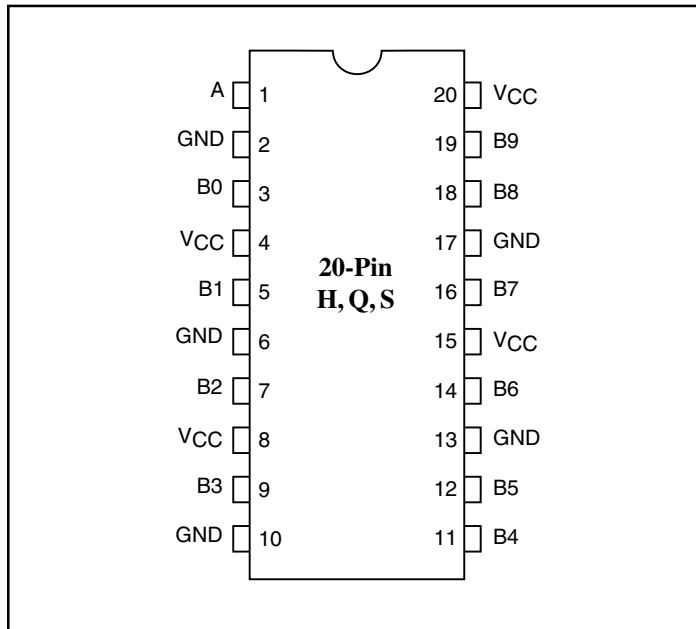 A 1 20 VCC
GND 2 19 B9
B0 3 18 B8
VCC 4 17 GND
20-Pin
B1 5 H, Q, S 16 B7
GND 6 15 VCC
B2 7 14 B6
VCC 8 13 GND
B3 9 12 B5
GND 10 11 B4